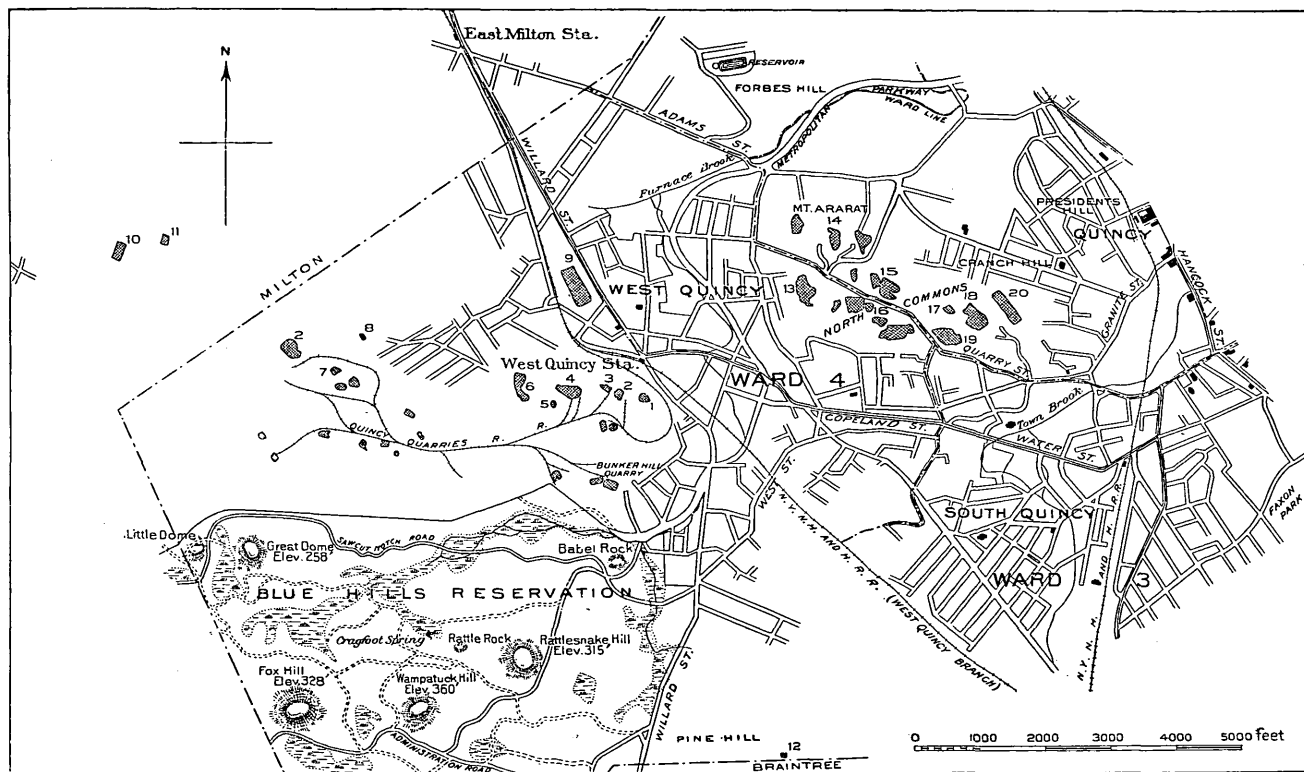 East Milton Sta.
N
RESERVOIR
FORBES HILL
PARKWAY
WARD LINE
METROPOLITAN
ADAMS ST.
WILLARD ST.
Furnace Brook
MT. ARARAT
14
PRESIDENTS HILL
QUINCY
HANCOCK ST.
CRANCH HILL
GRANITE ST.
10
11
MILTON
9
WEST QUINCY
13
15
NORTH COMMONS
16
17
18
20
19
QUARRY ST.
2
8
7
West Quincy Sta.
6
4
3
2
1
5
WARD 4
COPELAND ST.
Town Brook
WATER ST.
QUINCY QUARRIES R. R.
BUNKER HILL QUARRY
WEST ST.
N.Y. N.H. AND H. R.R. (WEST QUINCY BRANCH)
SOUTH QUINCY
WARD 3
N.Y. N.H. AND H. R.R.
FAXON PARK
Little Dome
Great Dome
Elev. 258'
SAWCUT NOTCH ROAD
Babel Rock
BLUE HILLS RESERVATION
Cragfoot Spring
Rattle Rock
Rattlesnake Hill
Elev. 315'
Fox Hill
Elev. 328
Wampatuck Hill
Elev. 360'
WILLARD ST.
ADMINISTRATION ROAD
PINE HILL
12
BRAINTREE
0 1000 2000 3000 4000 5000 feet